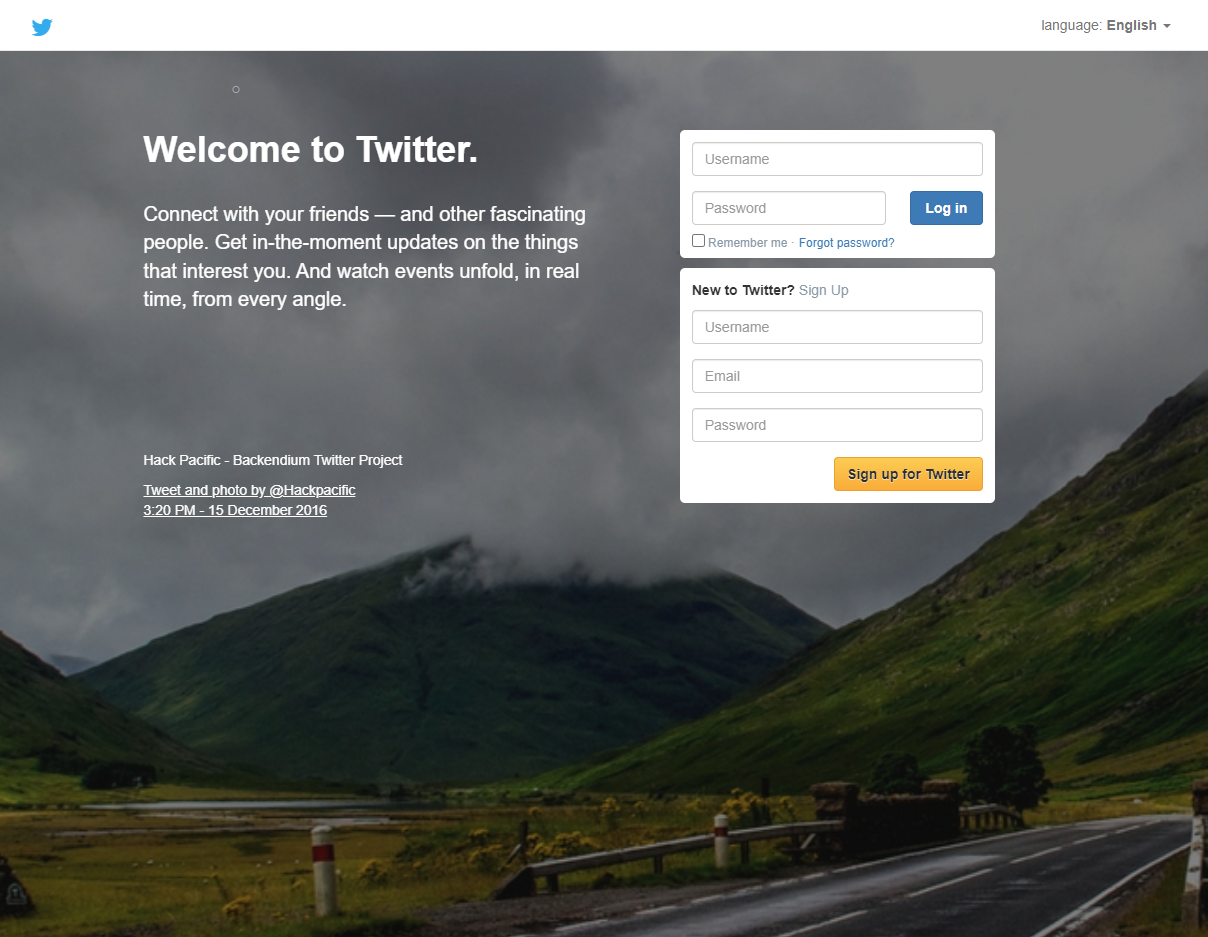 language: English
Welcome to Twitter.
Connect with your friends — and other fascinating
people. Get in-the-moment updates on the things
that interest you. And watch events unfold, in real
time, from every angle.
Hack Pacific - Backendium Twitter Project
Tweet and photo by @Hackpacific
3:20 PM - 15 December 2016
Username
Password
Log in
Remember me · Forgot password?
New to Twitter? Sign Up
Username
Email
Password
Sign up for Twitter